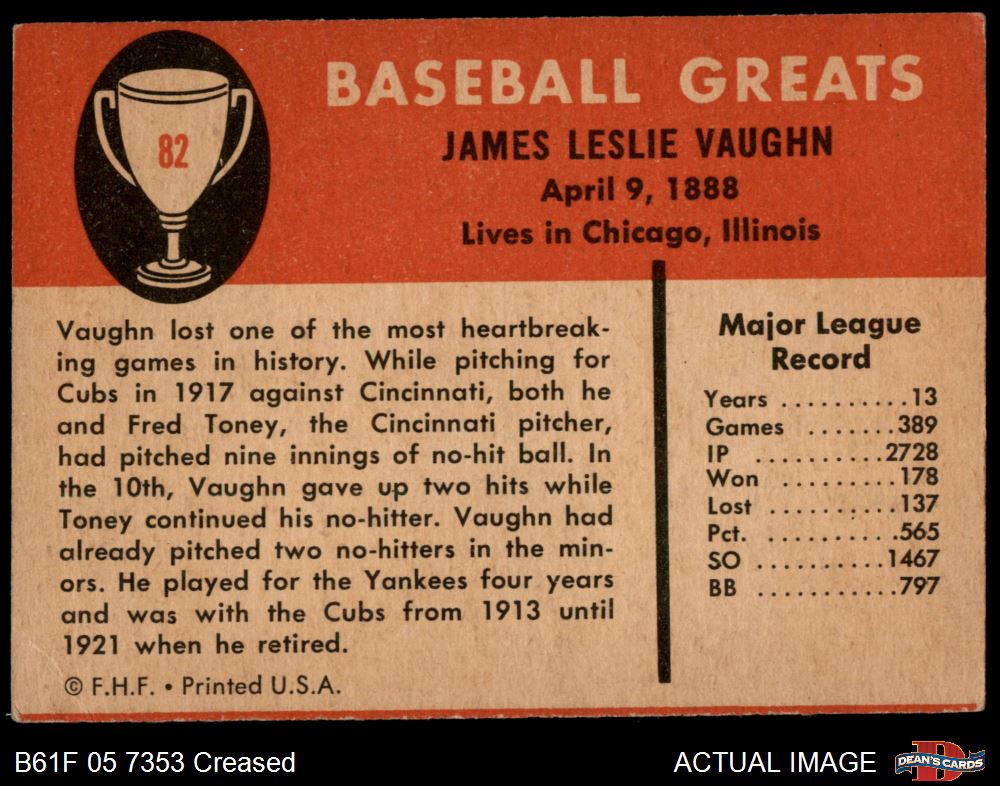 82
BASEBALL GREATS
JAMES LESLIE VAUGHN
April 9, 1888
Lives in Chicago, Illinois
Vaughn lost one of the most heartbreak-
ing games in history. While pitching for
Cubs in 1917 against Cincinnati, both he
and Fred Toney, the Cincinnati pitcher,
had pitched nine innings of no-hit ball. In
the 10th, Vaughn gave up two hits while
Toney continued his no-hitter. Vaughn had
already pitched two no-hitters in the min-
ors. He played for the Yankees four years
and was with the Cubs from 1913 until
1921 when he retired.
© F.H.F. • Printed U.S.A.
Major League
Record
Years ..........13
Games .......389
IP ..........2728
Won .........178
Lost ..........137
Pct. ..........565
SO ..........1467
BB ...........797
B61F 05 7353 Creased
ACTUAL IMAGE
D
DEAN'S CARDS